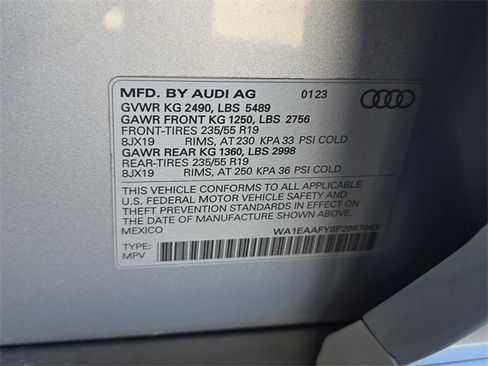 MFD. BY AUDI AG 0123
GVWR KG 2490, LBS 5489
GAWR FRONT KG 1250, LBS 2756
FRONT-TIRES 235/55 R19
8JX19 RIMS, AT 230 KPA 33 PSI COLD
GAWR REAR KG 1360, LBS 2998
REAR-TIRES 235/55 R19
8JX19 RIMS, AT 250 KPA 36 PSI COLD
THIS VEHICLE CONFORMS TO ALL APPLICABLE
U.S. FEDERAL MOTOR VEHICLE SAFETY AND
THEFT PREVENTION STANDARDS IN EFFECT ON
THE DATE OF MANUFACTURE SHOWN ABOVE
MEXICO
WA1EAAFY8P2087063
TYPE:
MPV